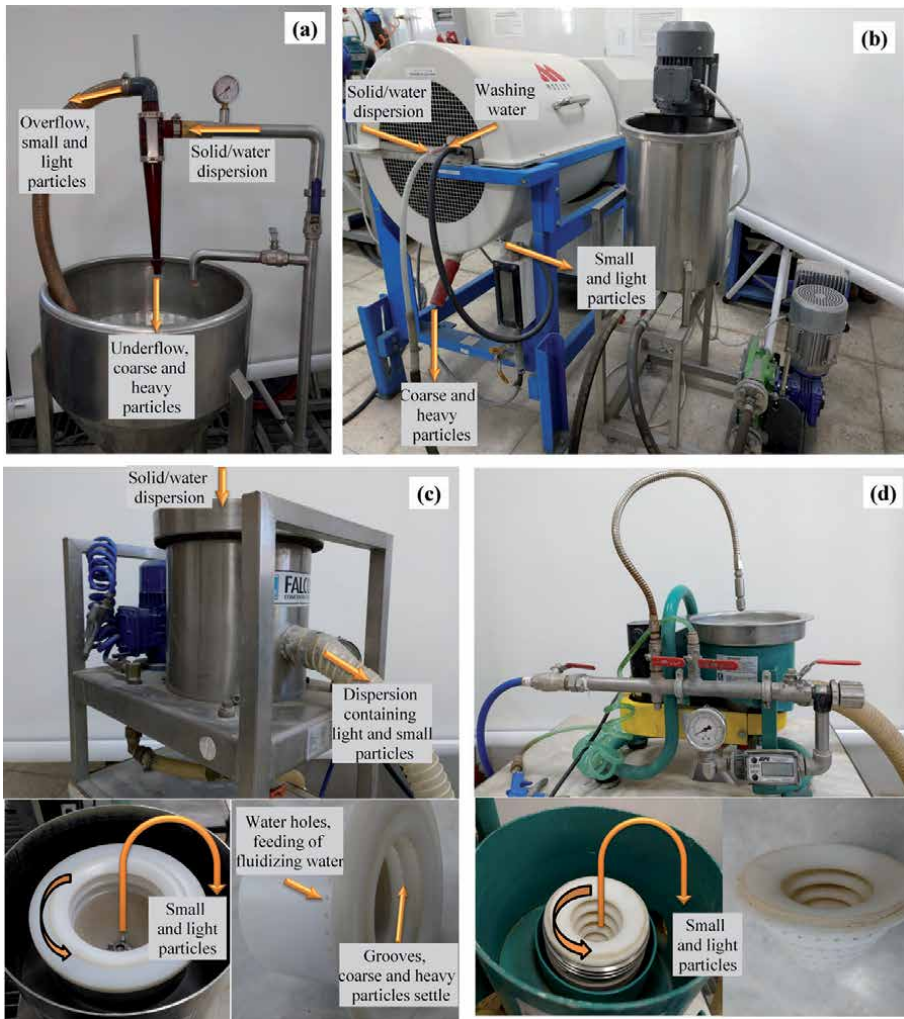 (a)
Overflow,
small and
light
particles
Solid/water
dispersion
Underflow,
coarse and
heavy
particles
(b)
MOZLEY
Solid/water
dispersion
Washing
water
Small
and light
particles
Coarse and
heavy
particles
(c)
Solid/water
dispersion
FALCO
Dispersion
containing
light and small
particles
Small
and light
particles
Water holes,
feeding of
fluidizing water
Grooves,
coarse and heavy
particles settle
(d)
Small
and light
particles